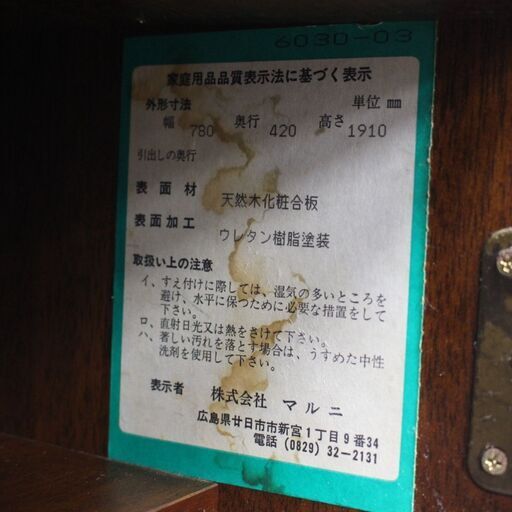 6030-03
家庭用品品質表示法に基づく表示
外形寸法 単位 mm
幅 780 奥行 420 高さ 1910
引出しの奥行
表面材 天然木化粧合板
表面加工 ウレタン樹脂塗装
取扱い上の注意
イ、すえ付けに際しては、湿気の多いところを
避け、水平に保つために必要な措置をして
下さい。
ロ、直射日光又は熱をさけて下さい。
ハ、著しい汚れを落とす場合は、うすめた中性
洗剤を使用して下さい。
表示者 株式会社 マルニ
広島県廿日市市新宮1丁目9番34
電話 (0829) 32-2131